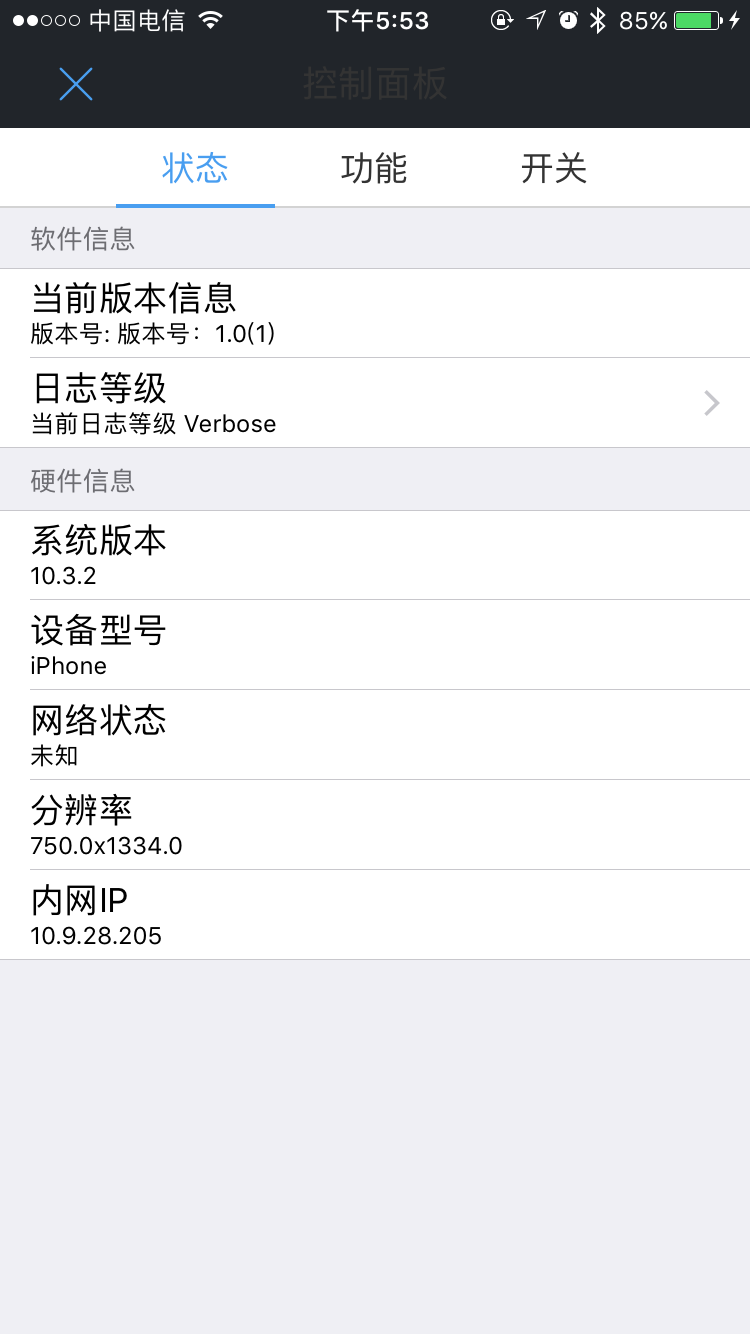 中国电信 下午5:53 85%
控制面板
状态 功能 开关
软件信息
当前版本信息
版本号: 版本号：1.0(1)
日志等级
当前日志等级 Verbose
硬件信息
系统版本
10.3.2
设备型号
iPhone
网络状态
未知
分辨率
750.0x1334.0
内网IP
10.9.28.205